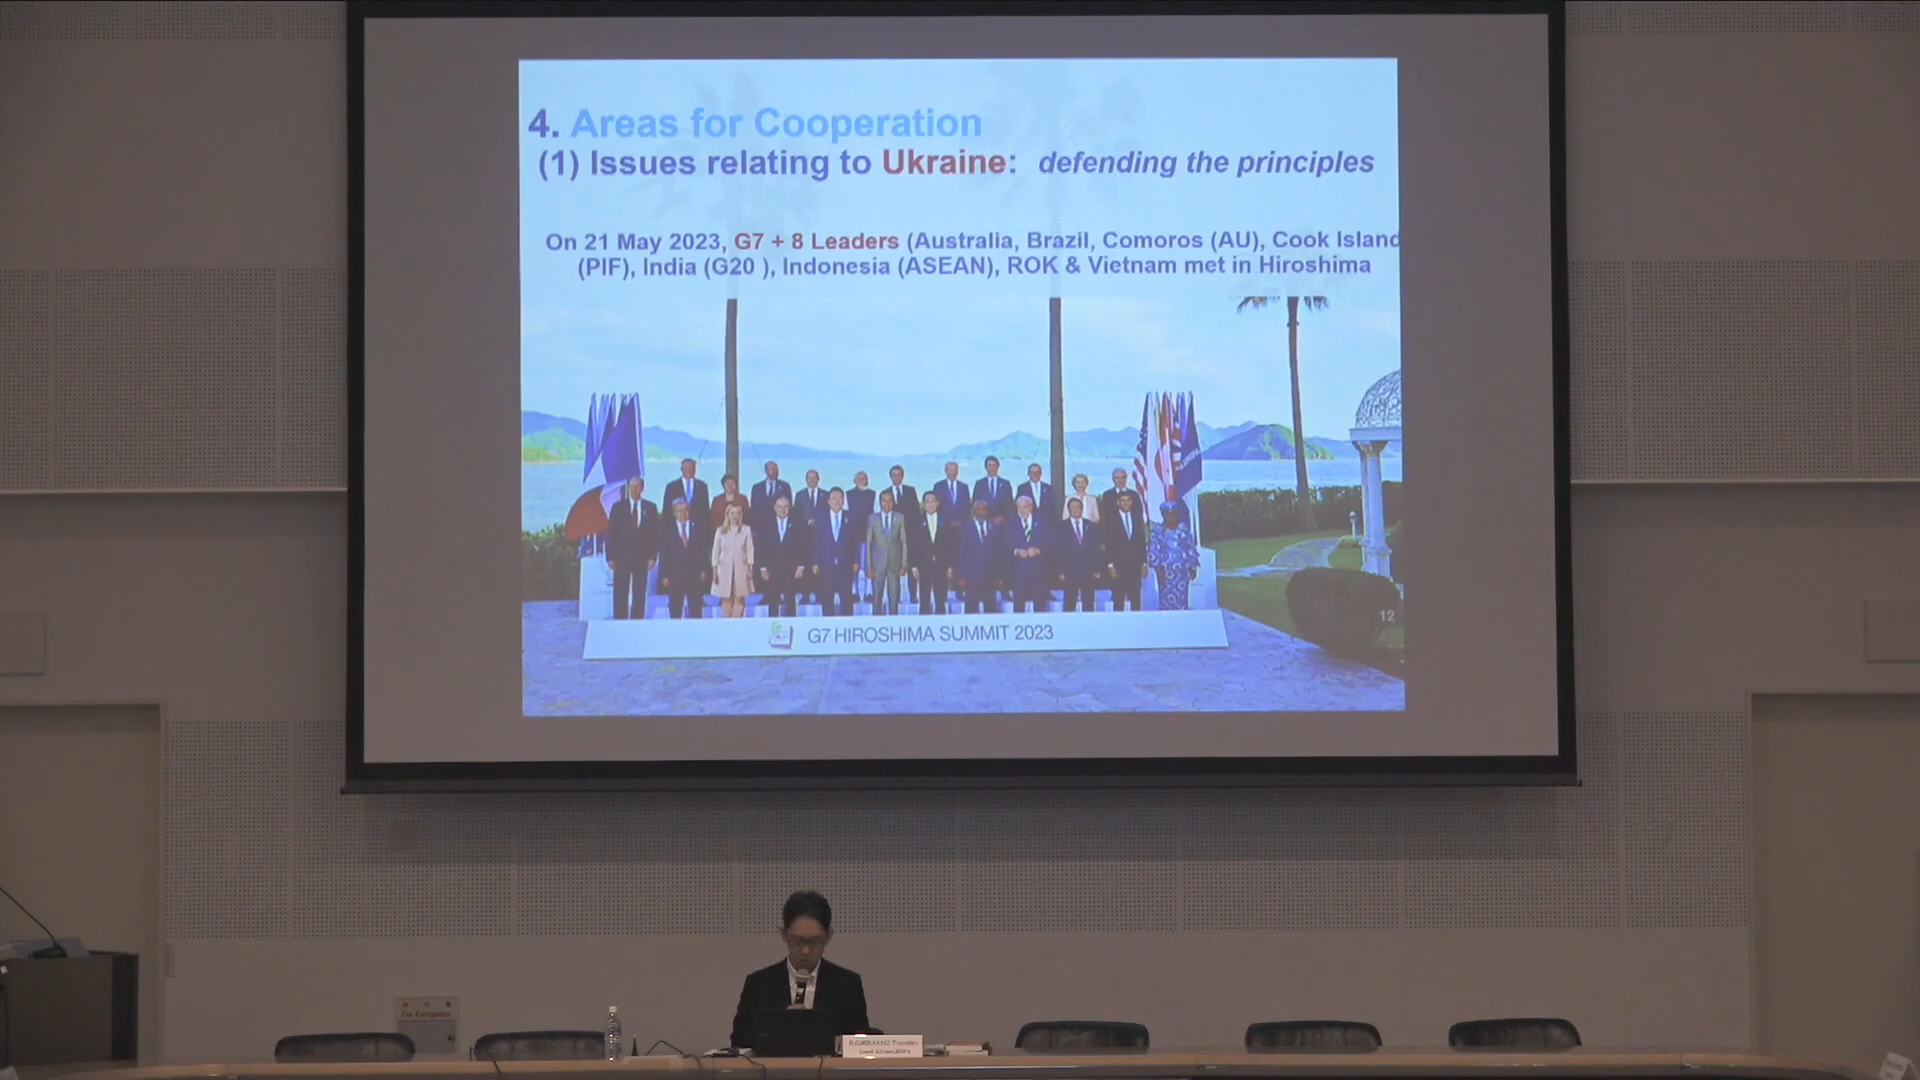 4. Areas for Cooperation
(1) Issues relating to Ukraine: defending the principles
On 21 May 2023, G7 + 8 Leaders (Australia, Brazil, Comoros (AU), Cook Island
(PIF), India (G20 ), Indonesia (ASEAN), ROK & Vietnam met in Hiroshima
12
G7 HIROSHIMA SUMMIT 2023
Fire Extinguisher